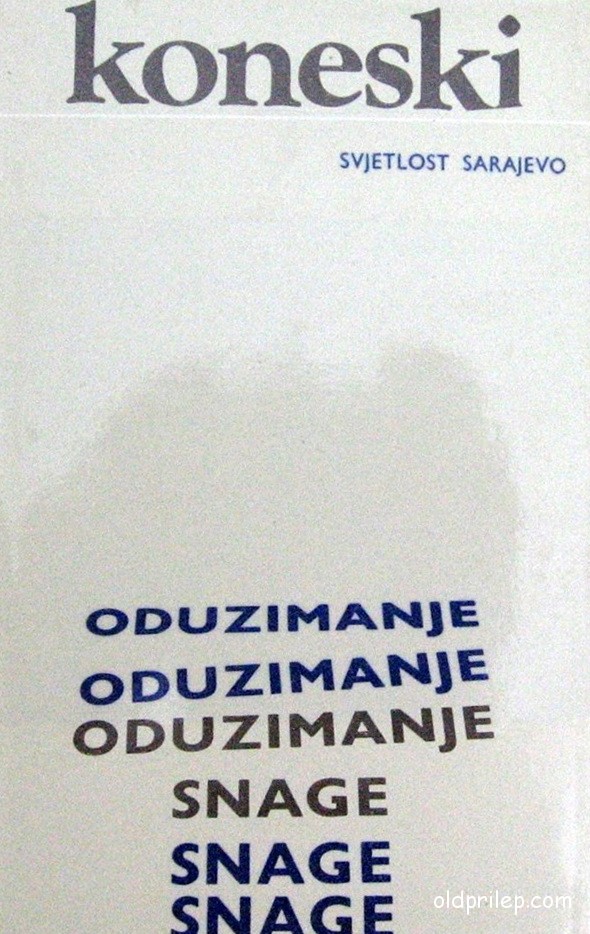 koneski
SVJETLOST SARAJEVO
ODUZIMANJE
ODUZIMANJE
ODUZIMANJE
SNAGE
SNAGE
SNAGE
oldprilep.com